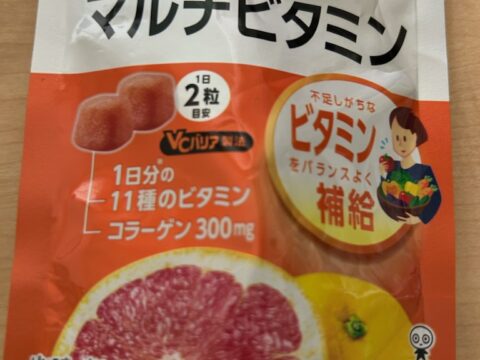 マルチビタミン
1日
2粒
目安
VCバリア製法
1日分※の
11種のビタミン
コラーゲン300mg
不足しがちな
ビタミン
をバランスよく
補給